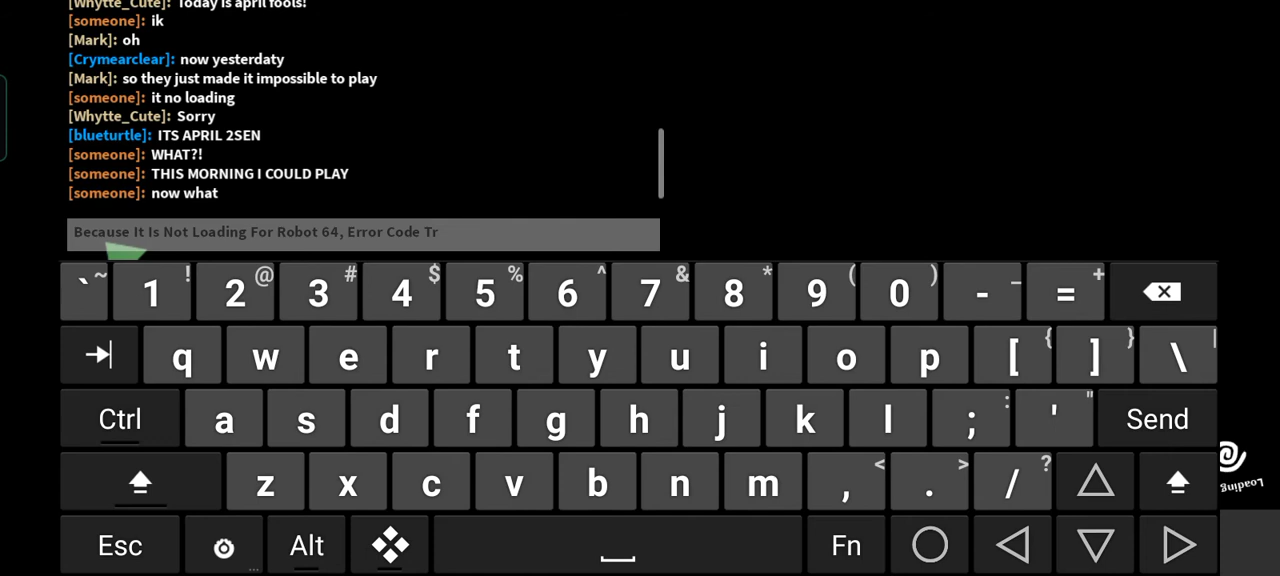 [Whytte_Cute]: Today is april fools!
[someone]: ik
[Mark]: oh
[Crymearclear]: now yesterdaty
[Mark]: so they just made it impossible to play
[someone]: it no loading
[Whytte_Cute]: Sorry
[blueturtle]: ITS APRIL 2SEN
[someone]: WHAT?!
[someone]: THIS MORNING I COULD PLAY
[someone]: now what
Because It Is Not Loading For Robot 64, Error Code Tr
` ~ 1 ! 2 @ 3 # 4 $ 5 % 6 ^ 7 & 8 * 9 ( 0 ) - _ = +
q w e r t y u i o p [ { ] } \ |
Ctrl a s d f g h j k l ; : ' " Send
z x c v b n m , < . > / ?
Loading
Esc Alt Fn